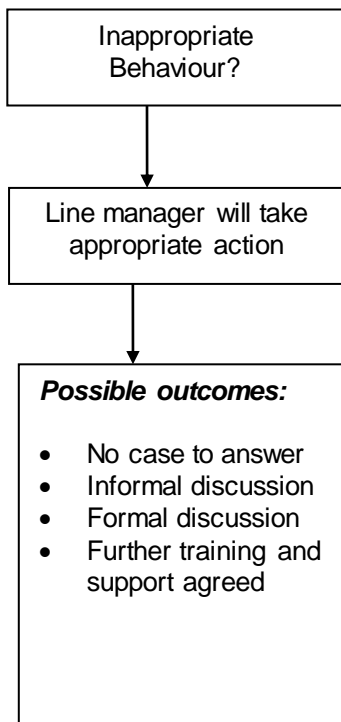 Inappropriate
Behaviour?
Line manager will take
appropriate action
Possible outcomes:
• No case to answer
• Informal discussion
• Formal discussion
• Further training and
support agreed